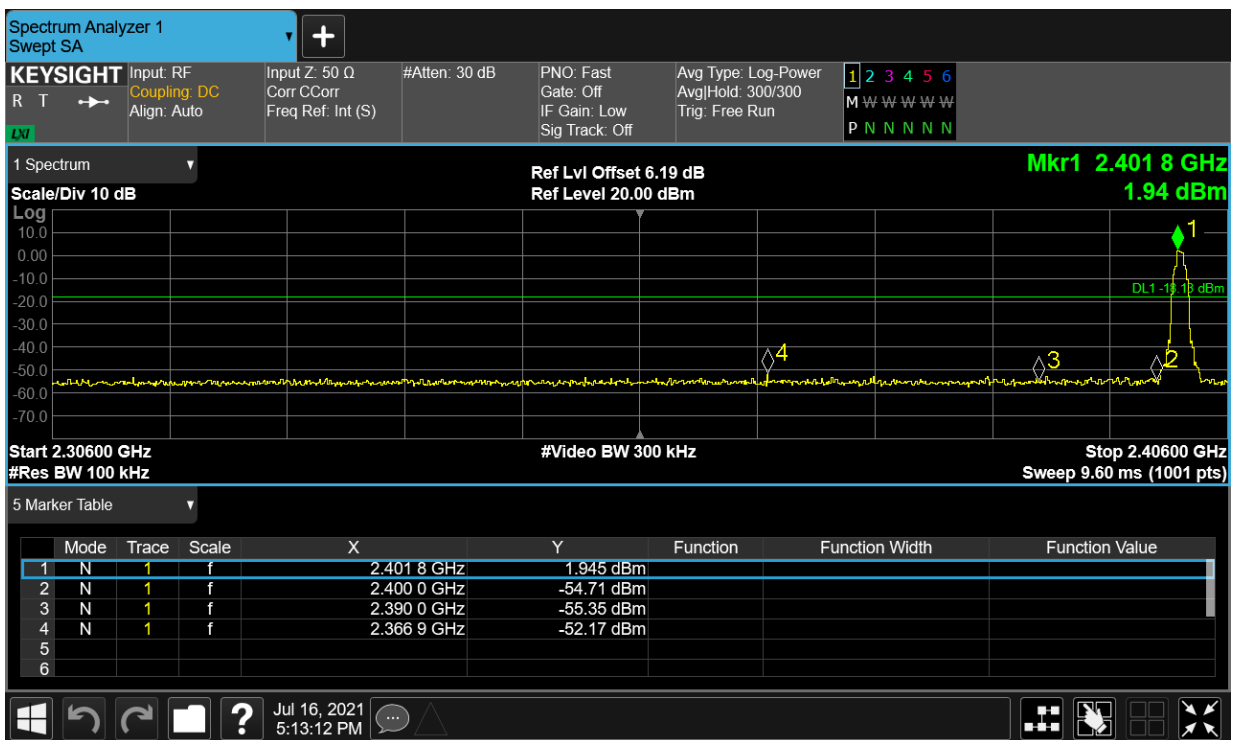 Spectrum Analyzer 1
Swept SA
+
KEYSIGHT
R T
LXI
Input: RF
Coupling: DC
Align: Auto
Input Z: 50 Ω
Corr CCorr
Freq Ref: Int (S)
#Atten: 30 dB
PNO: Fast
Gate: Off
IF Gain: Low
Sig Track: Off
Avg Type: Log-Power
Avg|Hold: 300/300
Trig: Free Run
1 2 3 4 5 6
M W W W W W
P N N N N N
1 Spectrum
Scale/Div 10 dB
Ref Lvl Offset 6.19 dB
Ref Level 20.00 dBm
Mkr1 2.401 8 GHz
1.94 dBm
Log
10.0
0.00
-10.0
-20.0
-30.0
-40.0
-50.0
-60.0
-70.0
1
DL1 -18.13 dBm
4
3
2
Start 2.30600 GHz
#Video BW 300 kHz
Stop 2.40600 GHz
#Res BW 100 kHz
Sweep 9.60 ms (1001 pts)
5 Marker Table
Mode Trace Scale X Y Function Function Width Function Value
1 N 1 f 2.401 8 GHz 1.945 dBm
2 N 1 f 2.400 0 GHz -54.71 dBm
3 N 1 f 2.390 0 GHz -55.35 dBm
4 N 1 f 2.366 9 GHz -52.17 dBm
5
6
?
Jul 16, 2021
5:13:12 PM